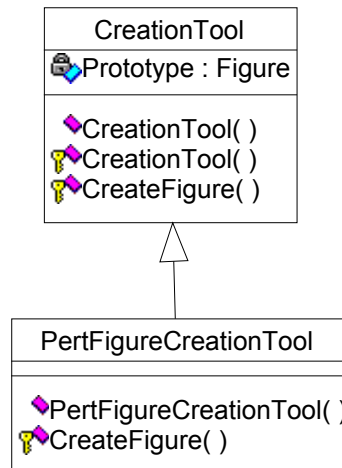 CreationTool
Prototype : Figure
CreationTool( )
CreationTool( )
CreateFigure( )
PertFigureCreationTool
PertFigureCreationTool( )
CreateFigure( )